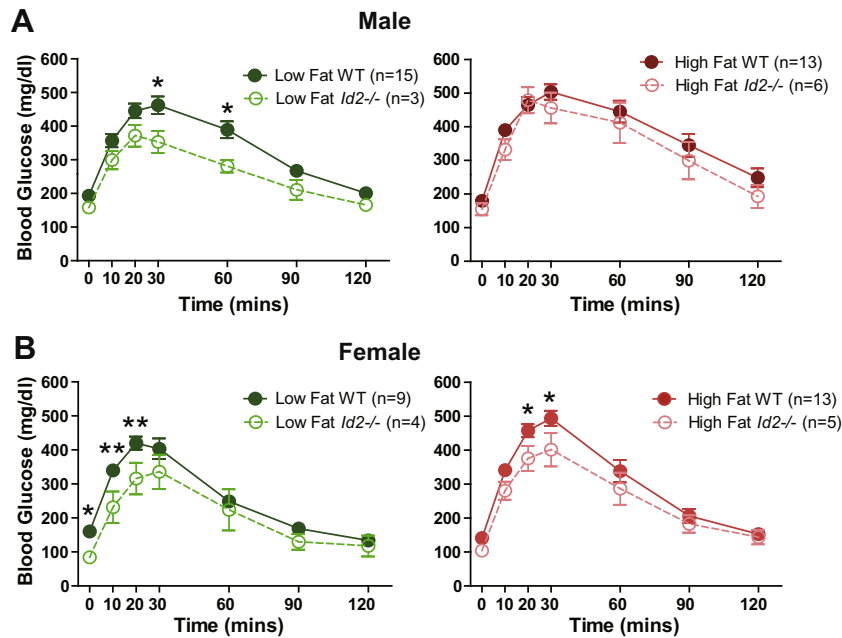 A
Male
600
500
400
300
200
100
0
Blood Glucose (mg/dl)
* *
Low Fat WT (n=15)
Low Fat Id2-/- (n=3)
0 10 20 30 60 90 120
Time (mins)
600
500
400
300
200
100
0
High Fat WT (n=13)
High Fat Id2-/- (n=6)
0 10 20 30 60 90 120
Time (mins)
B
Female
600
500
400
300
200
100
0
Blood Glucose (mg/dl)
* ** **
Low Fat WT (n=9)
Low Fat Id2-/- (n=4)
0 10 20 30 60 90 120
Time (mins)
600
500
400
300
200
100
0
* *
High Fat WT (n=13)
High Fat Id2-/- (n=5)
0 10 20 30 60 90 120
Time (mins)